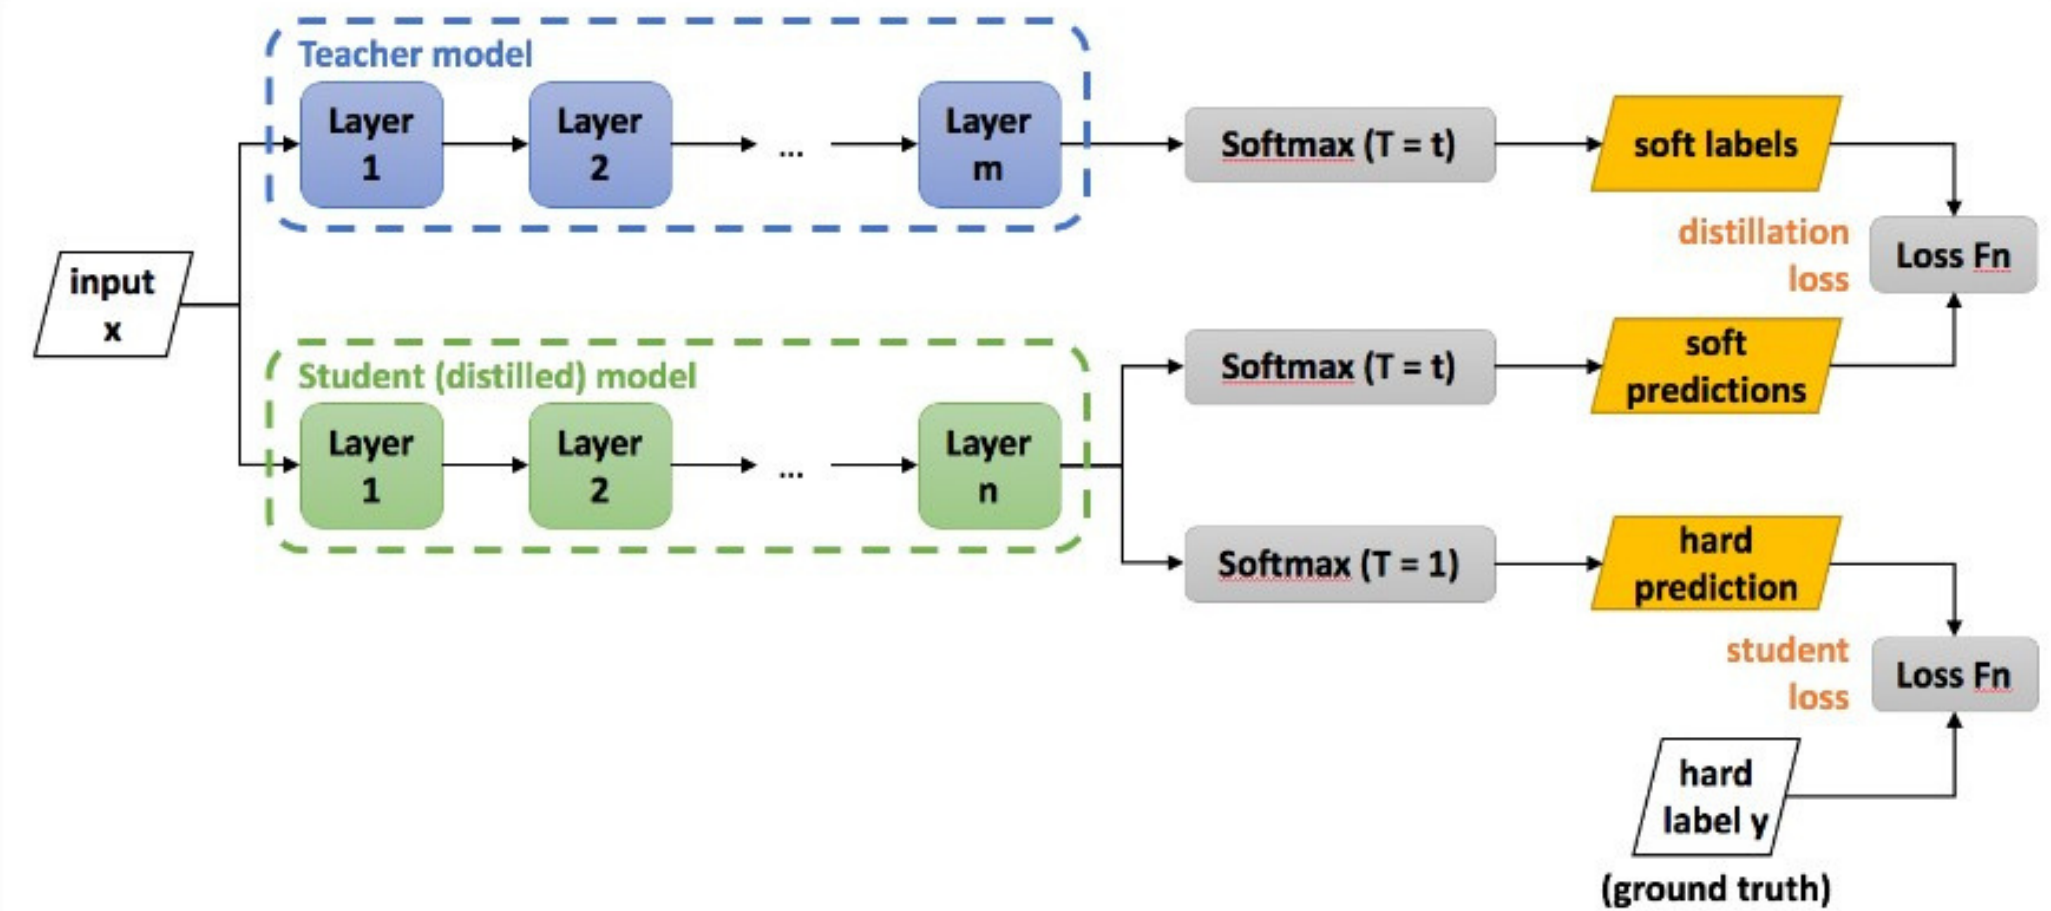 Teacher model
Layer
1
Layer
2
...
Layer
m
Softmax (T = t)
soft labels
distillation
loss
Loss Fn
input
x
Student (distilled) model
Layer
1
Layer
2
...
Layer
n
Softmax (T = t)
soft
predictions
Softmax (T = 1)
hard
prediction
student
loss
Loss Fn
hard
label y
(ground truth)